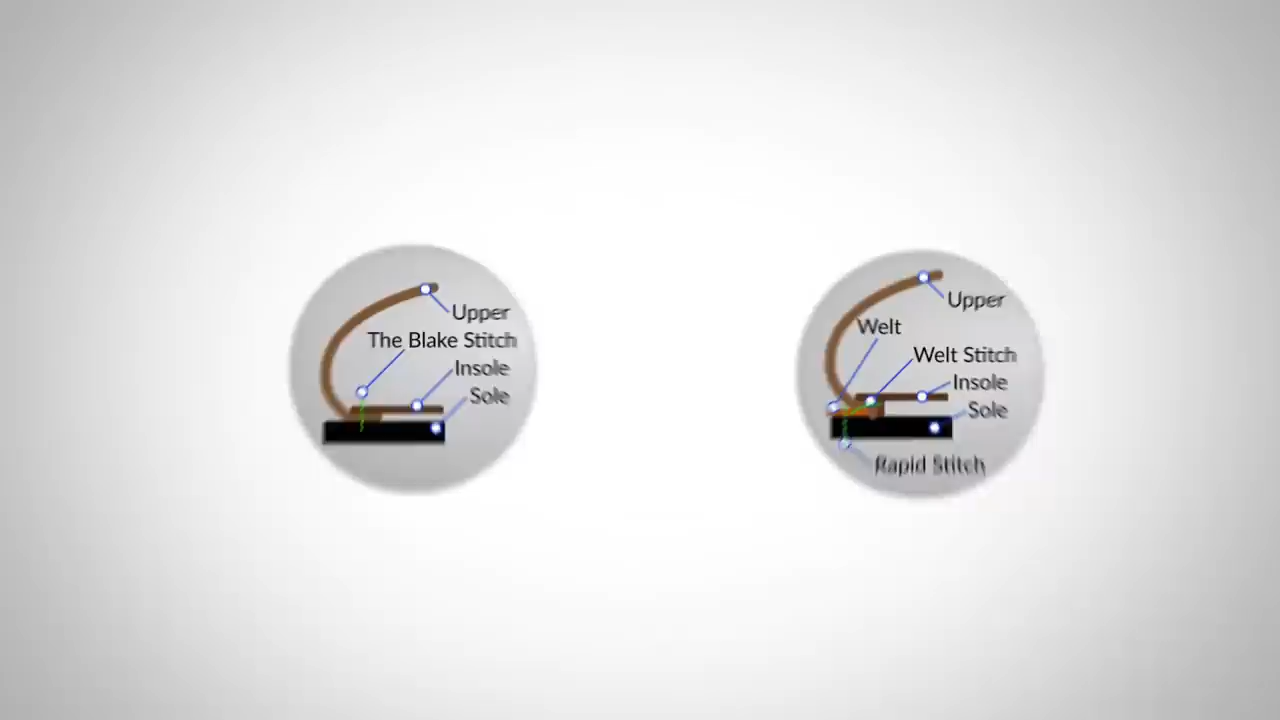 Upper
The Blake Stitch
Insole
Sole
Upper
Welt
Welt Stitch
Insole
Sole
Rapid Stitch